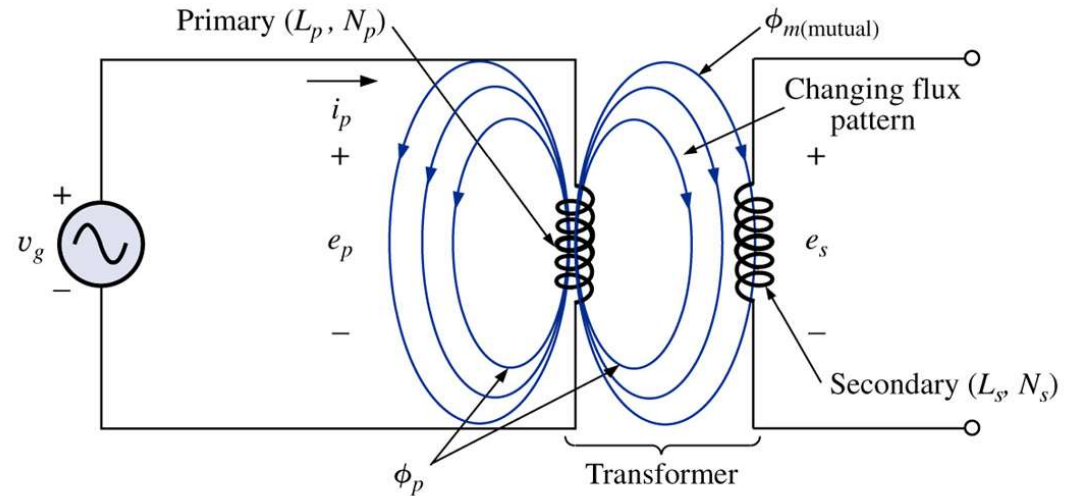 Primary (Lₚ, Nₚ)
ϕm(mutual)
Changing flux
pattern
iₚ
+
+
+
vg
eₚ
eₛ
−
−
−
Secondary (Lₛ, Nₛ)
ϕₚ
Transformer